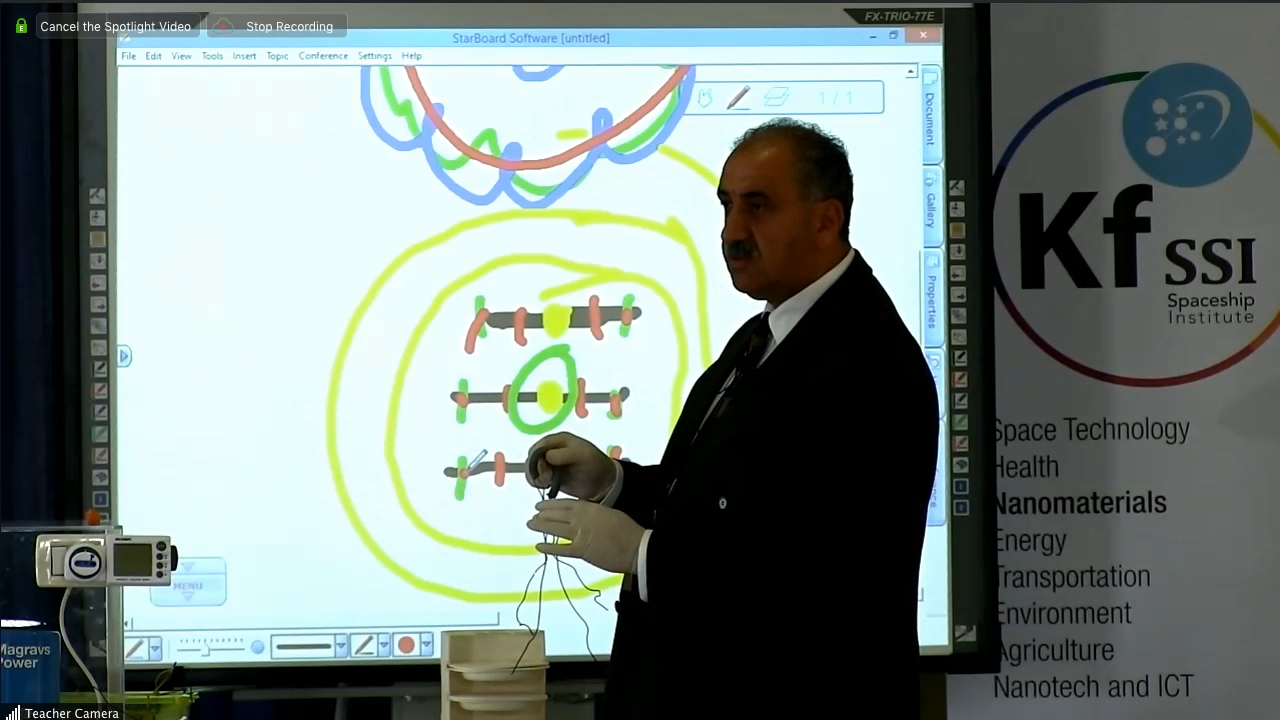 Cancel the Spotlight Video
Stop Recording
FX-TRIO-77E
StarBoard Software [untitled]
File Edit View Tools Insert Topic Conference Settings Help
1 / 1
Document
Gallery
Properties
MENU
Kf SSI
Spaceship
Institute
Space Technology
Health
Nanomaterials
Energy
Transportation
Environment
Agriculture
Nanotech and ICT
Magravs
Power
Teacher Camera